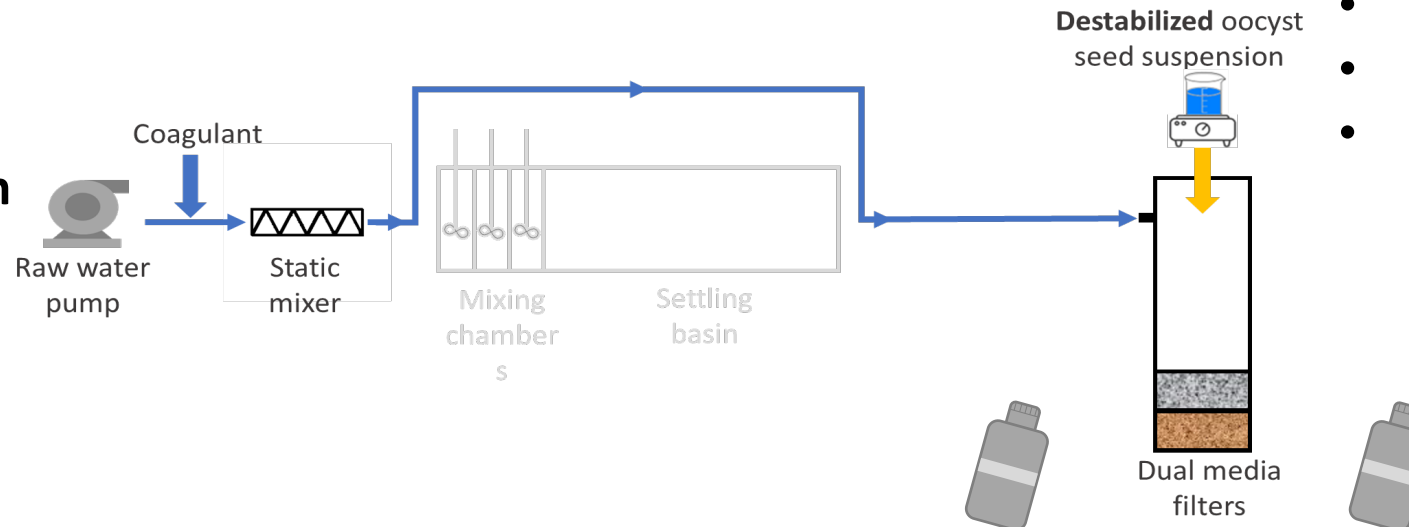 Destabilized oocyst
seed suspension
Coagulant
n
Raw water
pump
Static
mixer
Mixing
chamber
s
Settling
basin
Dual media
filters